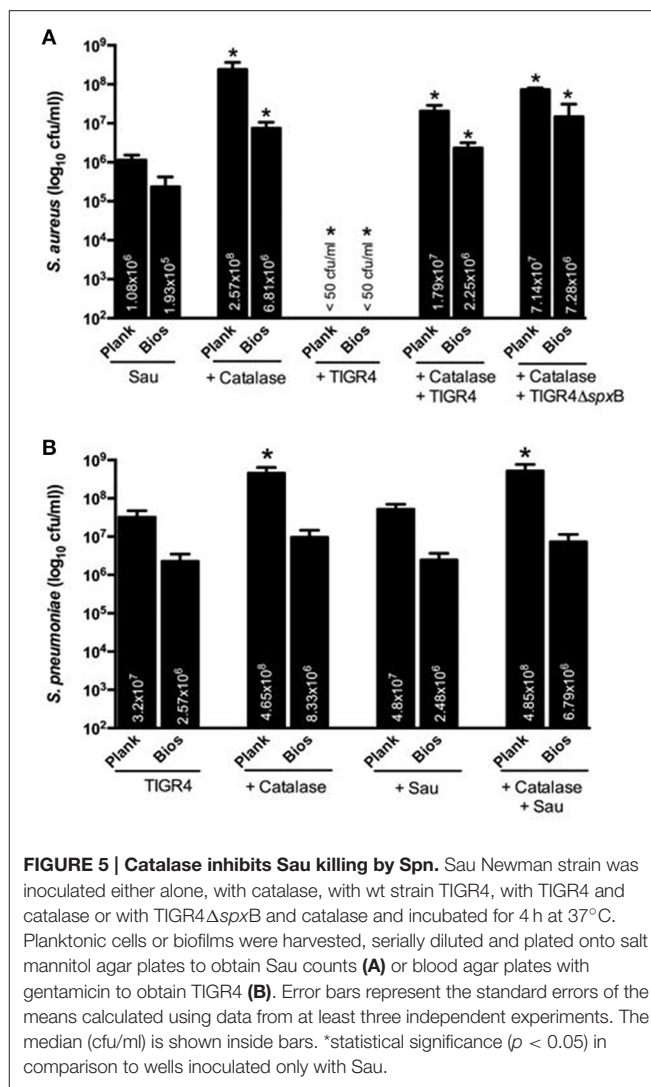 A
S. aureus (log₁₀ cfu/ml))
10⁹
10⁸
10⁷
10⁶
10⁵
10⁴
10³
10²
* * * * * * * *
1.08x10⁶
1.93x10⁵
2.57x10⁸
6.81x10⁶
< 50 cfu/ml
< 50 cfu/ml
1.79x10⁷
2.25x10⁶
7.14x10⁷
7.28x10⁶
Plank Bios Plank Bios Plank Bios Plank Bios Plank Bios
Sau + Catalase + TIGR4 + Catalase + Catalase
+ TIGR4 + TIGR4ΔspxB
B
S. pneumoniae (log₁₀ cfu/ml))
10⁹
10⁸
10⁷
10⁶
10⁵
10⁴
10³
10²
* *
3.2x10⁷
2.57x10⁶
4.65x10⁸
8.33x10⁶
4.8x10⁷
2.48x10⁶
4.85x10⁸
6.79x10⁶
Plank Bios Plank Bios Plank Bios Plank Bios
TIGR4 + Catalase + Sau + Catalase
+ Sau
FIGURE 5 | Catalase inhibits Sau killing by Spn. Sau Newman strain was
inoculated either alone, with catalase, with wt strain TIGR4, with TIGR4 and
catalase or with TIGR4ΔspxB and catalase and incubated for 4 h at 37°C.
Planktonic cells or biofilms were harvested, serially diluted and plated onto salt
mannitol agar plates to obtain Sau counts (A) or blood agar plates with
gentamicin to obtain TIGR4 (B). Error bars represent the standard errors of the
means calculated using data from at least three independent experiments. The
median (cfu/ml) is shown inside bars. *statistical significance (p < 0.05) in
comparison to wells inoculated only with Sau.